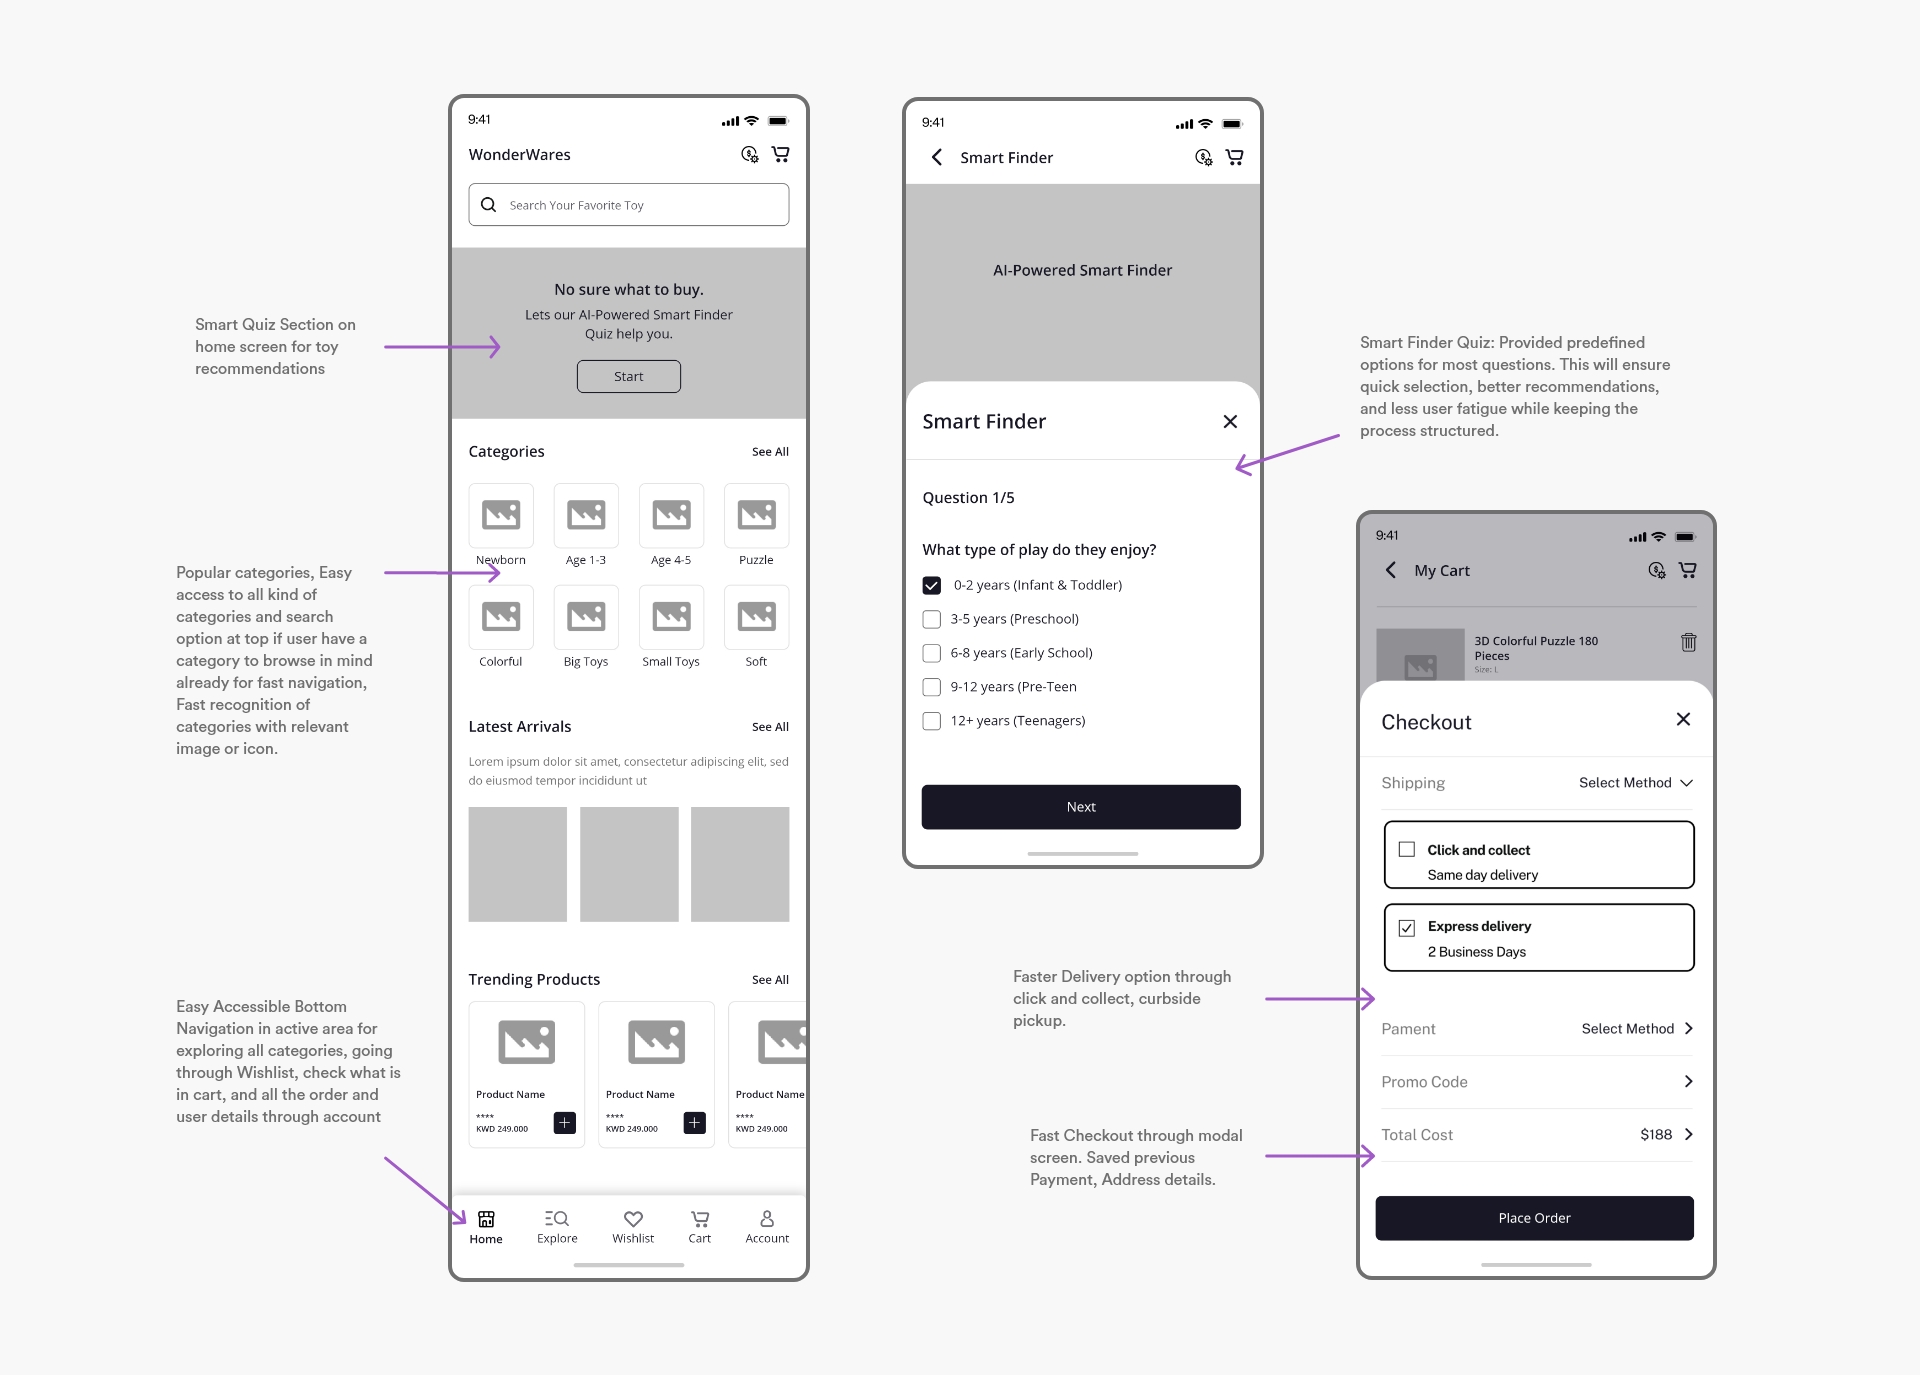 9:41
WonderWares
Search Your Favorite Toy
No sure what to buy.
Lets our AI-Powered Smart Finder
Quiz help you.
Start
Categories
See All
Newborn
Age 1-3
Age 4-5
Puzzle
Colorful
Big Toys
Small Toys
Soft
Latest Arrivals
See All
Lorem ipsum dolor sit amet, consectetur adipiscing elit, sed
do eiusmod tempor incididunt ut
Trending Products
See All
Product Name
****
KWD 249.000
Product Name
****
KWD 249.000
Product Name
****
KWD 249.000
Home
Explore
Wishlist
Cart
Account
Smart Quiz Section on
home screen for toy
recommendations
Popular categories, Easy
access to all kind of
categories and search
option at top if user have a
category to browse in mind
already for fast navigation,
Fast recognition of
categories with relevant
image or icon.
Easy Accessible Bottom
Navigation in active area for
exploring all categories, going
through Wishlist, check what is
in cart, and all the order and
user details through account
9:41
Smart Finder
AI-Powered Smart Finder
Smart Finder
Question 1/5
What type of play do they enjoy?
0-2 years (Infant & Toddler)
3-5 years (Preschool)
6-8 years (Early School)
9-12 years (Pre-Teen
12+ years (Teenagers)
Next
Smart Finder Quiz: Provided predefined
options for most questions. This will ensure
quick selection, better recommendations,
and less user fatigue while keeping the
process structured.
9:41
My Cart
3D Colorful Puzzle 180
Pieces
Size: L
Checkout
Shipping
Select Method
Click and collect
Same day delivery
Express delivery
2 Business Days
Pament
Select Method
Promo Code
Total Cost
$188
Place Order
Faster Delivery option through
click and collect, curbside
pickup.
Fast Checkout through modal
screen. Saved previous
Payment, Address details.